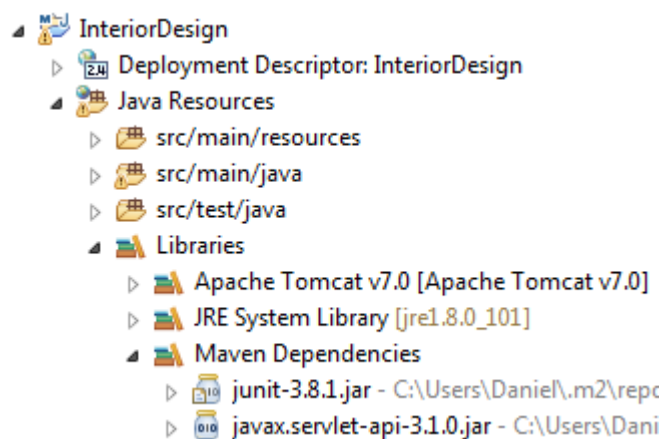 InteriorDesign
2.4 Deployment Descriptor: InteriorDesign
Java Resources
src/main/resources
src/main/java
src/test/java
Libraries
Apache Tomcat v7.0 [Apache Tomcat v7.0]
JRE System Library [jre1.8.0_101]
Maven Dependencies
junit-3.8.1.jar - C:\Users\Daniel\.m2\repo
javax.servlet-api-3.1.0.jar - C:\Users\Dani